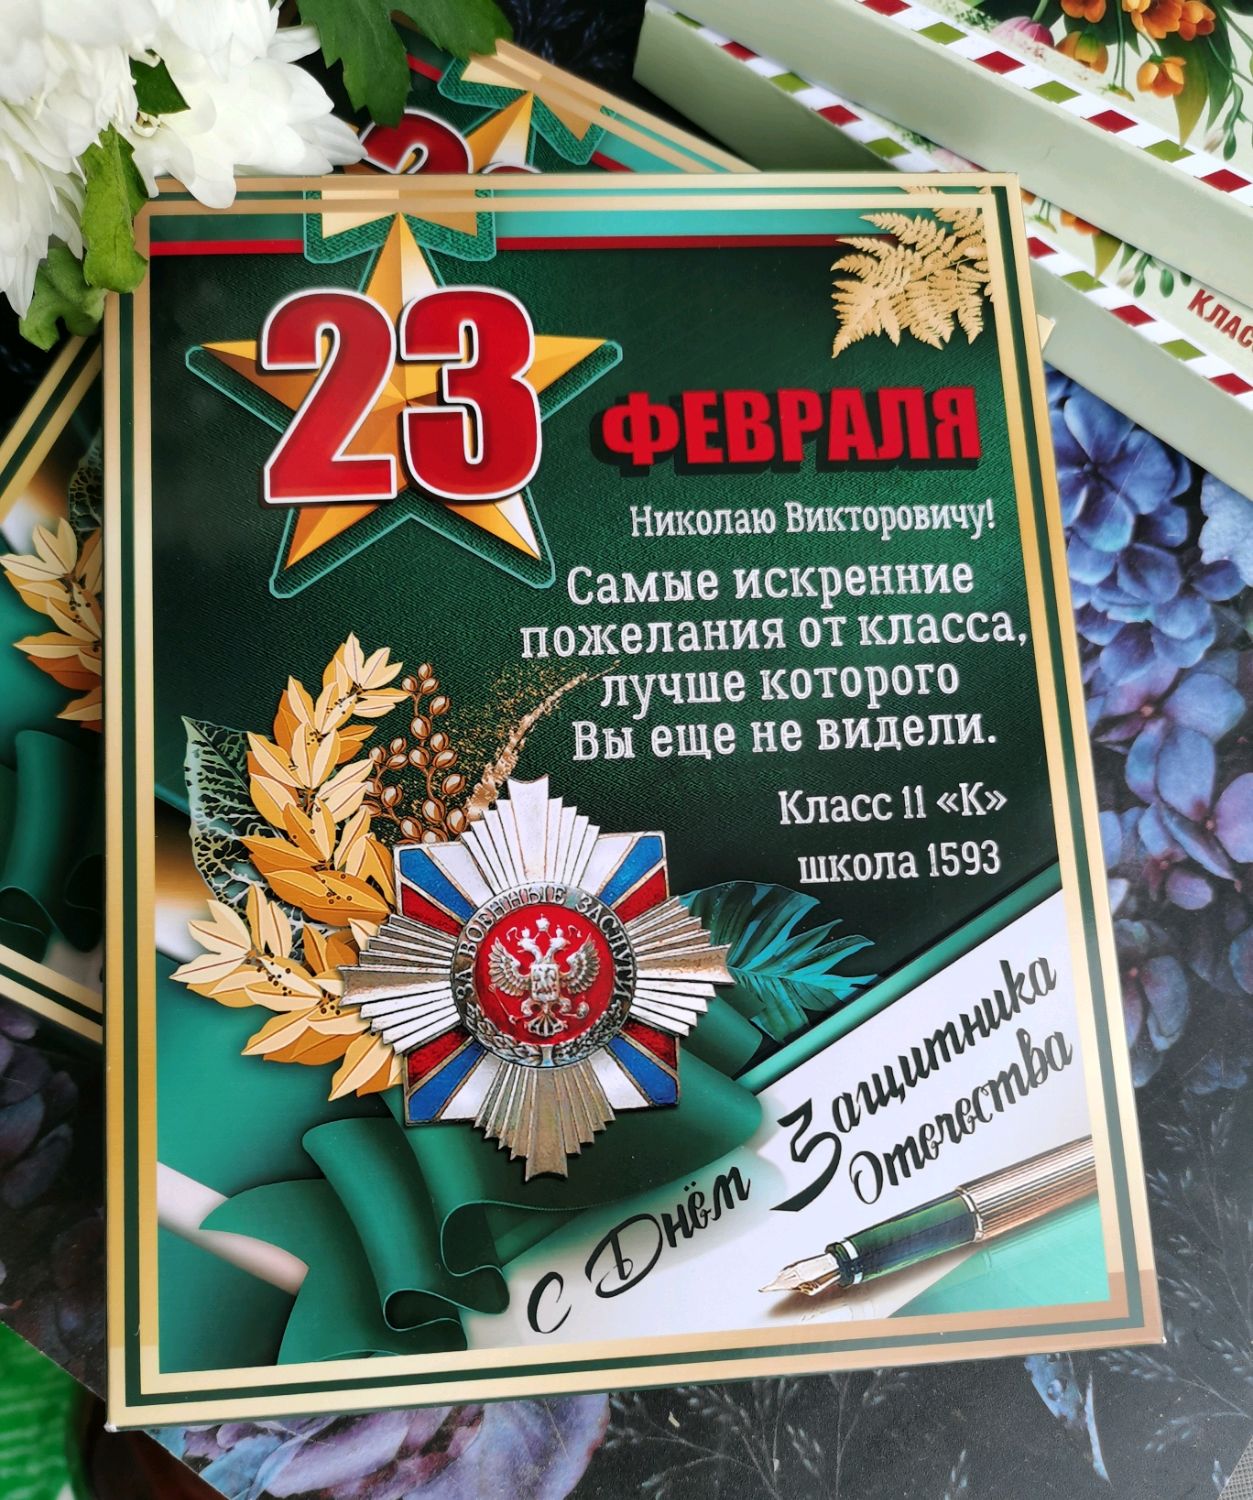 23
ФЕВРАЛЯ
Николаю Викторовичу!
Самые искренние
пожелания от класса,
лучше которого
Вы еще не видели.
Класс 11 «К»
школа 1593
ЗА ВОЕННЫЕ ЗАСЛУГИ
с Днём Защитника
Отечества